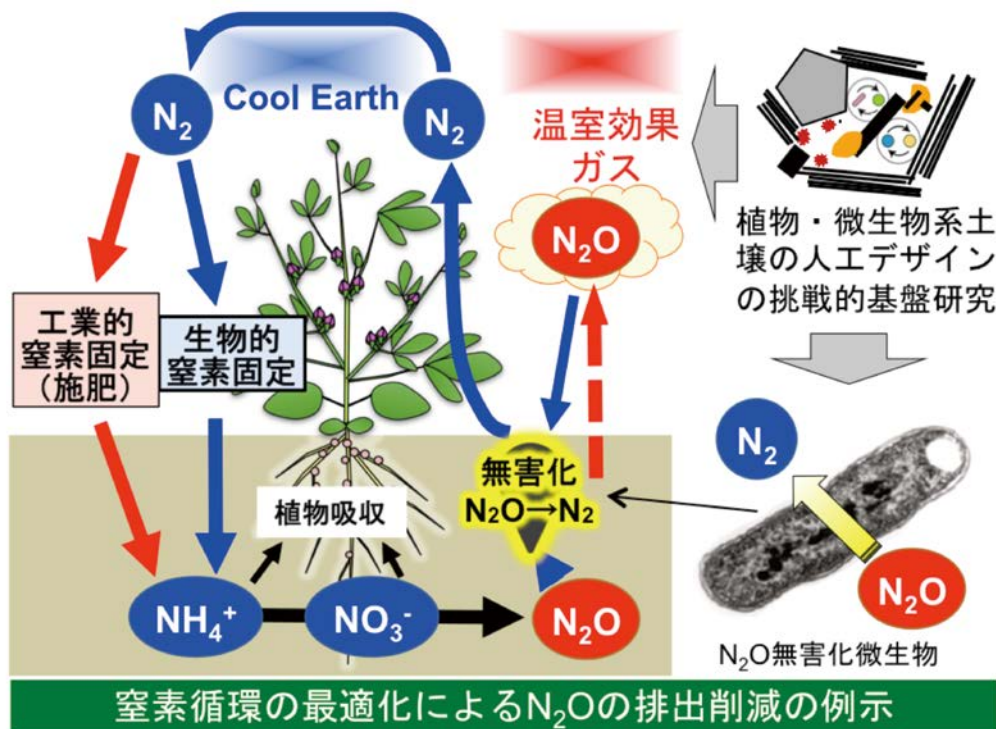 Cool Earth
N₂
N₂
温室効果
ガス
N₂O
植物・微生物系土
壌の人工デザイン
の挑戦的基盤研究
工業的
窒素固定
(施肥)
生物的
窒素固定
植物吸収
無害化
N₂O→N₂
NH₄⁺
NO₃⁻
N₂O
N₂
N₂O
N₂O無害化微生物
窒素循環の最適化によるN₂Oの排出削減の例示